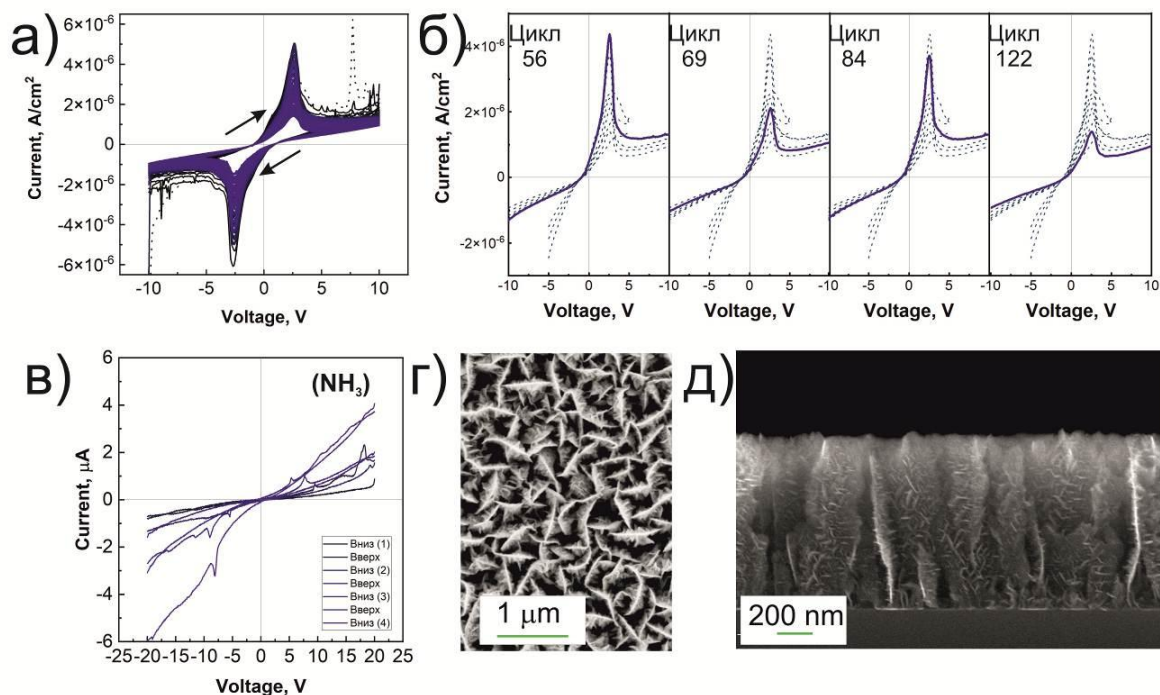 а)
6×10⁻⁶
4×10⁻⁶
2×10⁻⁶
0
-2×10⁻⁶
-4×10⁻⁶
-6×10⁻⁶
Current, A/cm²
-10 -5 0 5 10
Voltage, V
б)
4×10⁻⁶
2×10⁻⁶
0
-2×10⁻⁶
Current, A/cm²
Цикл
56
Цикл
69
Цикл
84
Цикл
122
-10 -5 0 5 -10 -5 0 5 -10 -5 0 5 -10 -5 0 5 10
Voltage, V Voltage, V Voltage, V Voltage, V
в)
6
4
2
0
-2
-4
-6
Current, μA
(NH₃)
Вниз (1)
Вверх
Вниз (2)
Вверх
Вниз (3)
Вверх
Вниз (4)
-25 -20 -15 -10 -5 0 5 10 15 20 25
Voltage, V
г)
1 μm
д)
200 nm